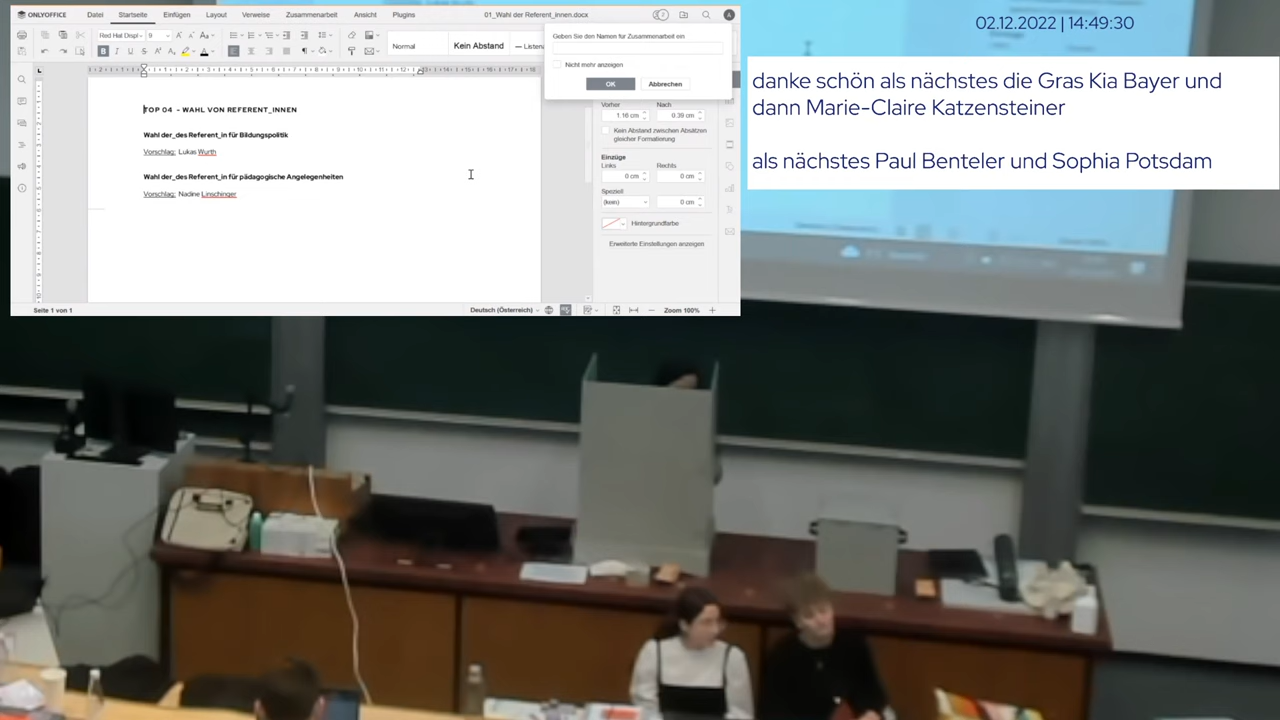 ONLYOFFICE Datei Startseite Einfügen Layout Verweise Zusammenarbeit Ansicht Plugins 01_Wahl der Referent_innen.docx
Red Hat Displ 9
Normal Kein Abstand
Geben Sie den Namen für Zusammenarbeit ein
Nicht mehr anzeigen
OK Abbrechen
Vorher Nach
1.16 cm 0.39 cm
Kein Abstand zwischen Absätzen
gleicher Formatierung
Einzüge
Links Rechts
0 cm 0 cm
Speziell
(kein) 0 cm
Hintergrundfarbe
Erweiterte Einstellungen anzeigen
TOP 04 - WAHL VON REFERENT_INNEN
Wahl der_des Referent_in für Bildungspolitik
Vorschlag: Lukas Wurth
Wahl der_des Referent_in für pädagogische Angelegenheiten
Vorschlag: Nadine Linschinger
Seite 1 von 1 Deutsch (Österreich) Zoom 100%
02.12.2022 | 14:49:30
danke schön als nächstes die Gras Kia Bayer und
dann Marie-Claire Katzensteiner
als nächstes Paul Benteler und Sophia Potsdam